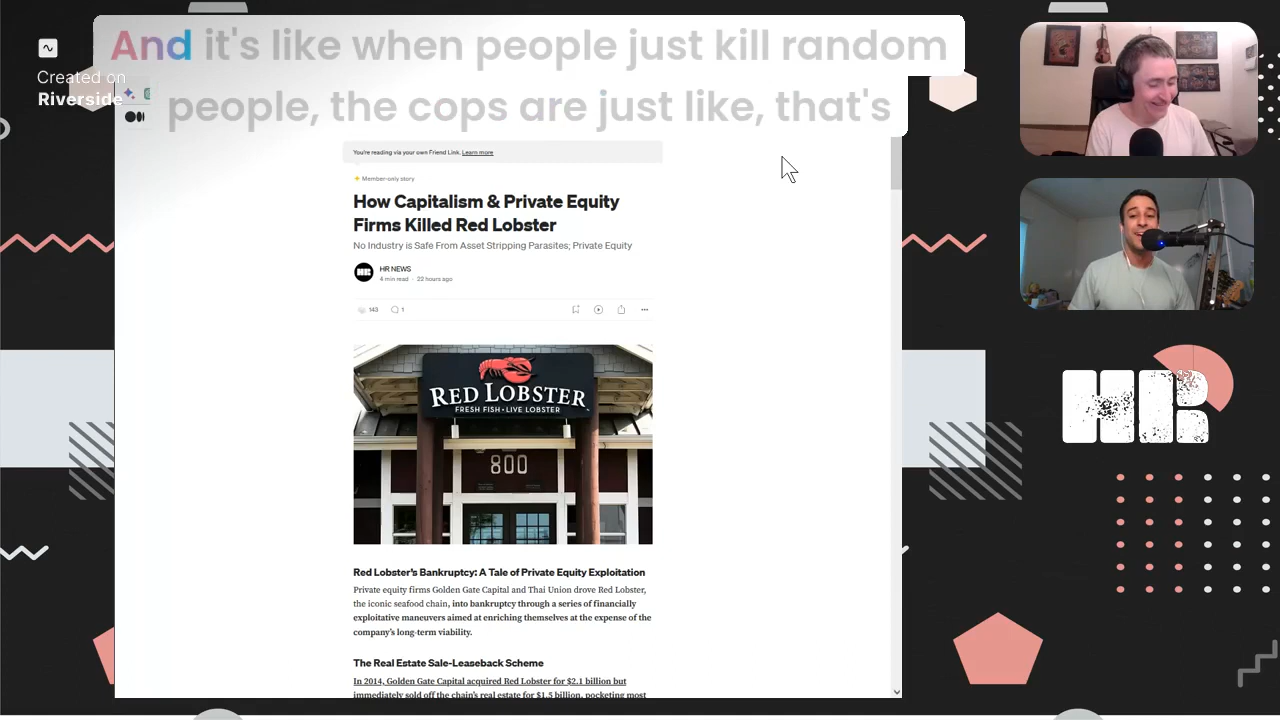 And it's like when people just kill random
people, the cops are just like, that's
Created on
Riverside
You're reading via your own Friend Link. Learn more
Member-only story
How Capitalism & Private Equity
Firms Killed Red Lobster
No Industry is Safe From Asset Stripping Parasites; Private Equity
HR NEWS
4 min read · 22 hours ago
143
1
RED LOBSTER
FRESH FISH • LIVE LOBSTER
800
Red Lobster's Bankruptcy: A Tale of Private Equity Exploitation
Private equity firms Golden Gate Capital and Thai Union drove Red Lobster,
the iconic seafood chain, into bankruptcy through a series of financially
exploitative maneuvers aimed at enriching themselves at the expense of the
company's long-term viability.
The Real Estate Sale-Leaseback Scheme
In 2014, Golden Gate Capital acquired Red Lobster for $2.1 billion but
immediately sold off the chain's real estate for $1.5 billion, pocketing most
HR